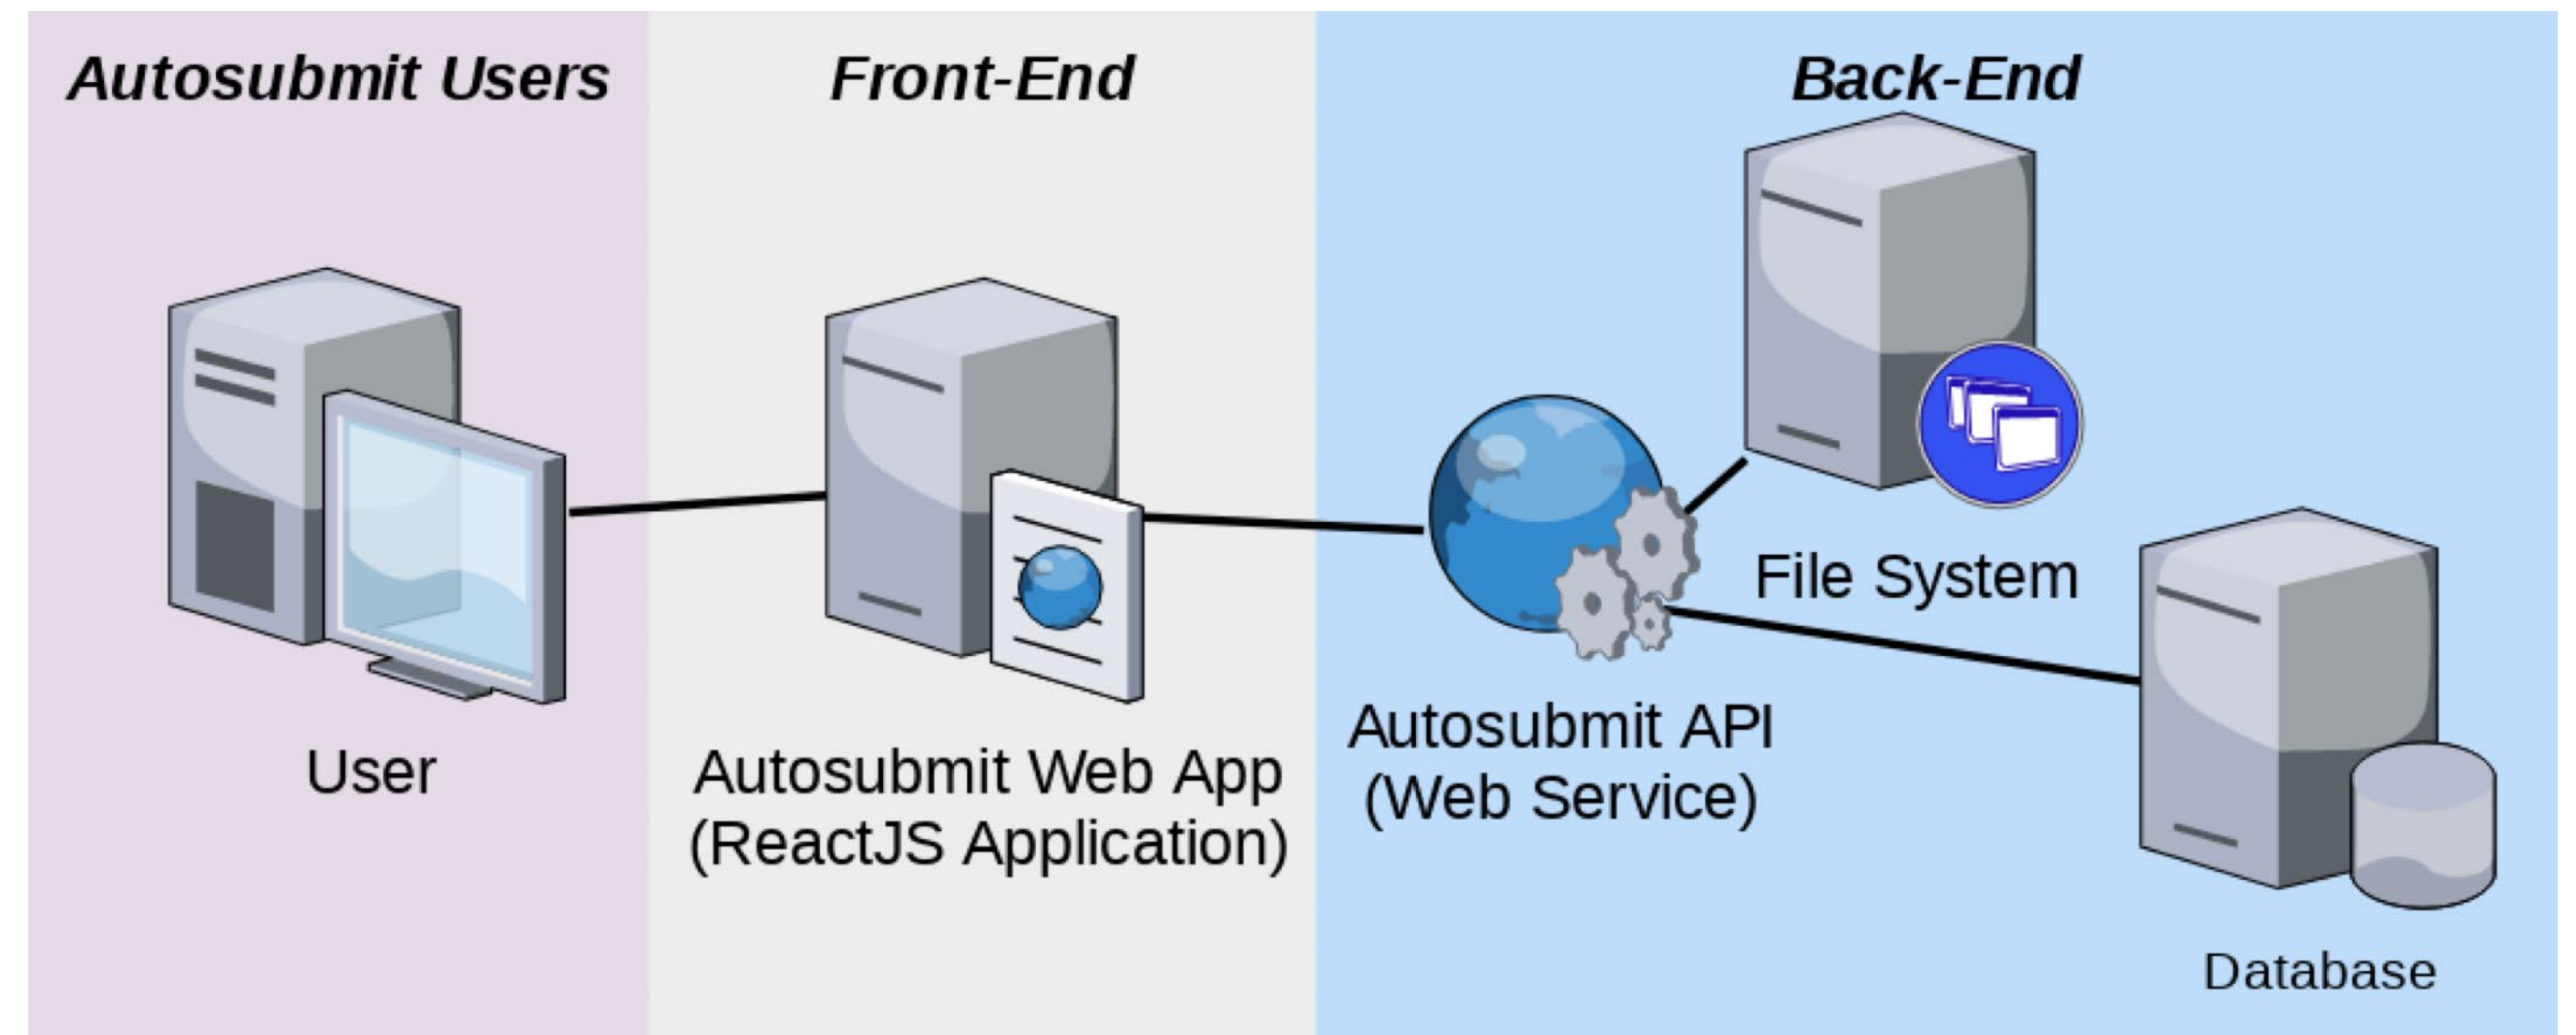 Autosubmit Users
Front-End
Back-End
User
Autosubmit Web App
(ReactJS Application)
Autosubmit API
(Web Service)
File System
Database